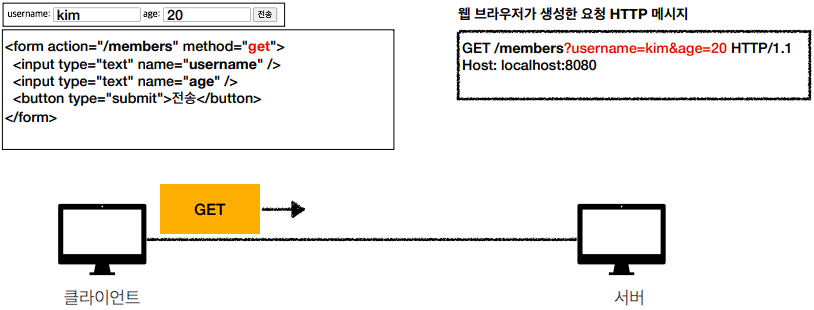 username: kim age: 20 전송
<form action="/members" method="get">
<input type="text" name="username" />
<input type="text" name="age" />
<button type="submit">전송</button>
</form>
웹 브라우저가 생성한 요청 HTTP 메시지
GET /members?username=kim&age=20 HTTP/1.1
Host: localhost:8080
GET
클라이언트
서버